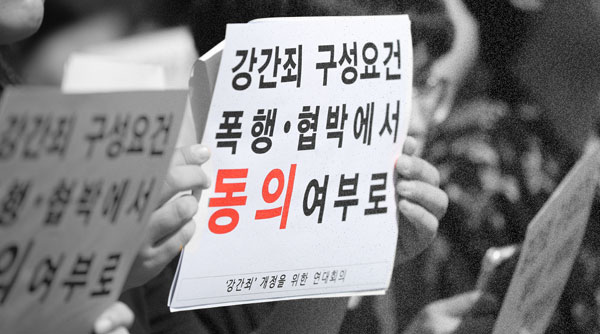 강간죄 구성요건
폭행·협박에서
동의 여부로
'강간죄' 개정을 위한 연대회의
강간죄 구성요건
행·협박에서
의 여부로